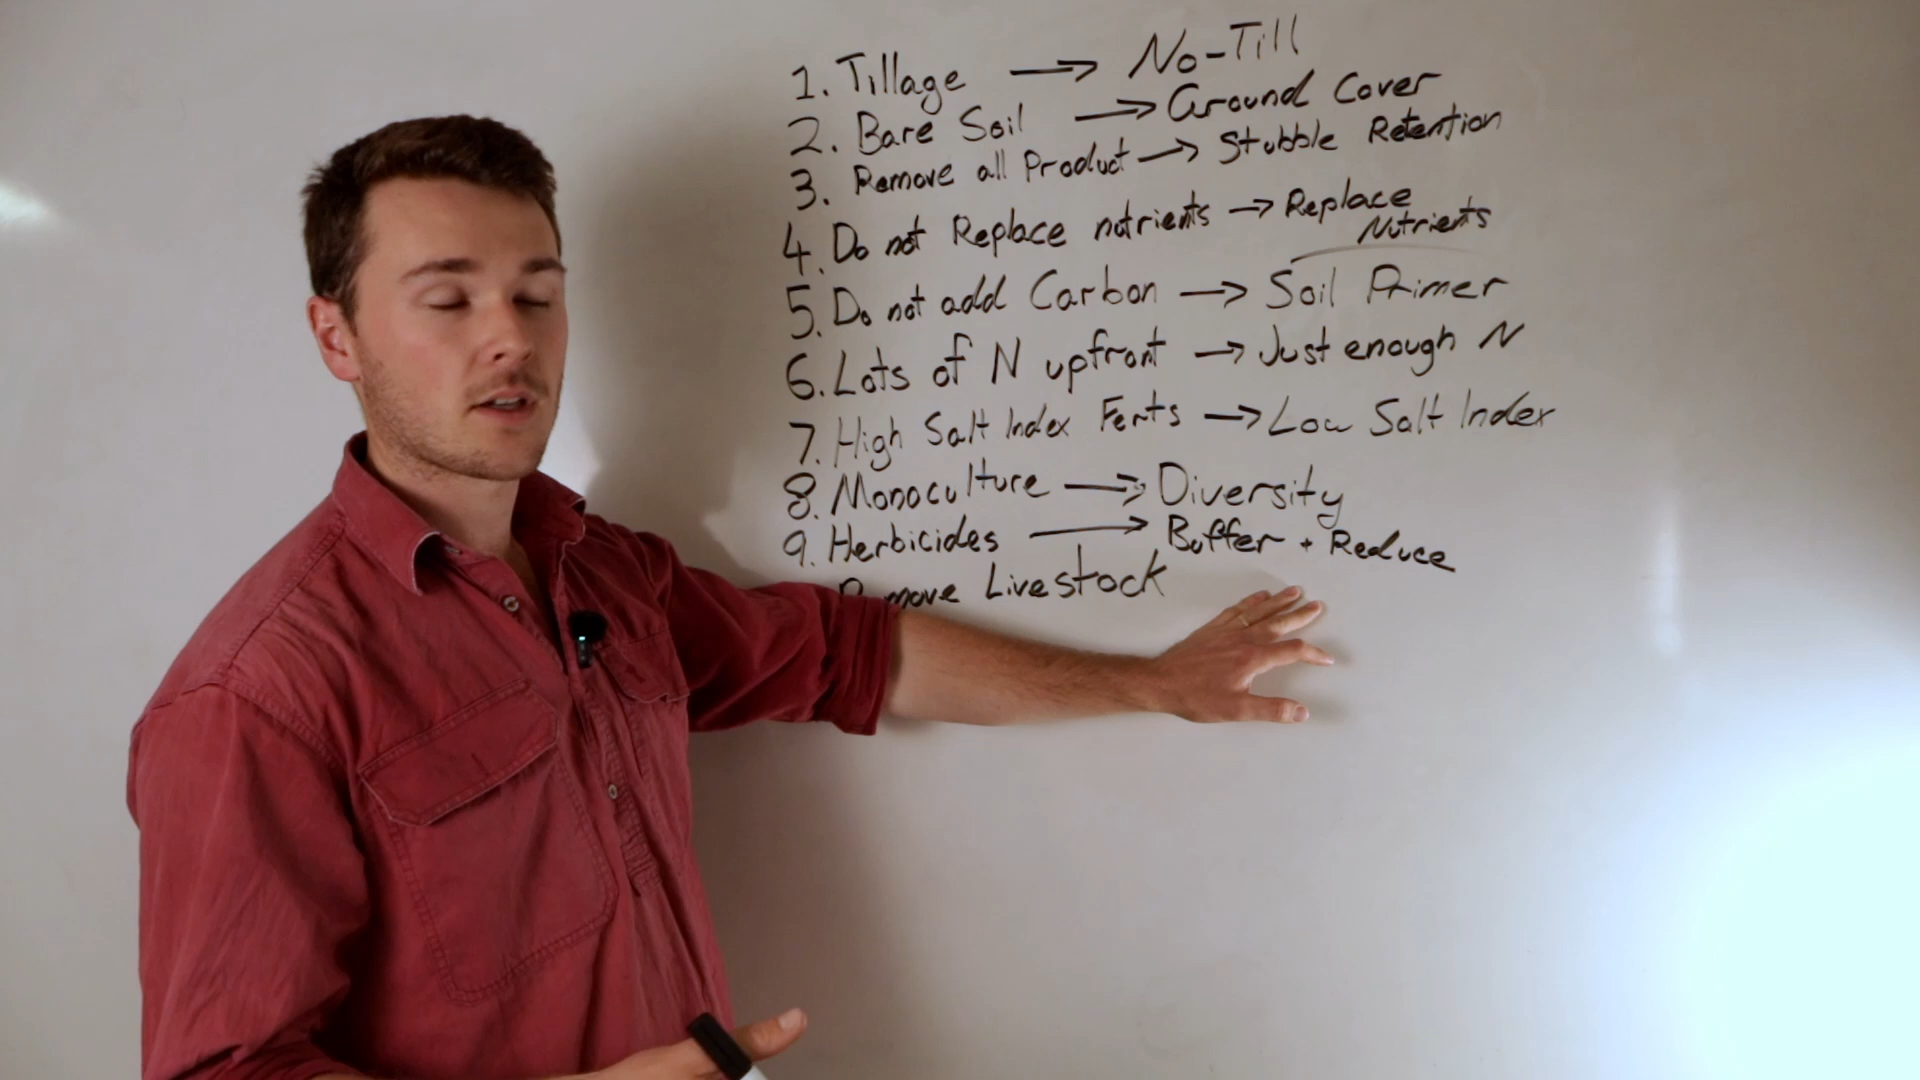 1. Tillage → No-Till
2. Bare Soil → Ground Cover
3. Remove all Product → Stubble Retention
4. Do not Replace nutrients → Replace
Nutrients
5. Do not add Carbon → Soil Primer
6. Lots of N upfront → Just enough N
7. High Salt Index Ferts → Low Salt Index
8. Monoculture → Diversity
9. Herbicides → Buffer + Reduce
Livestock